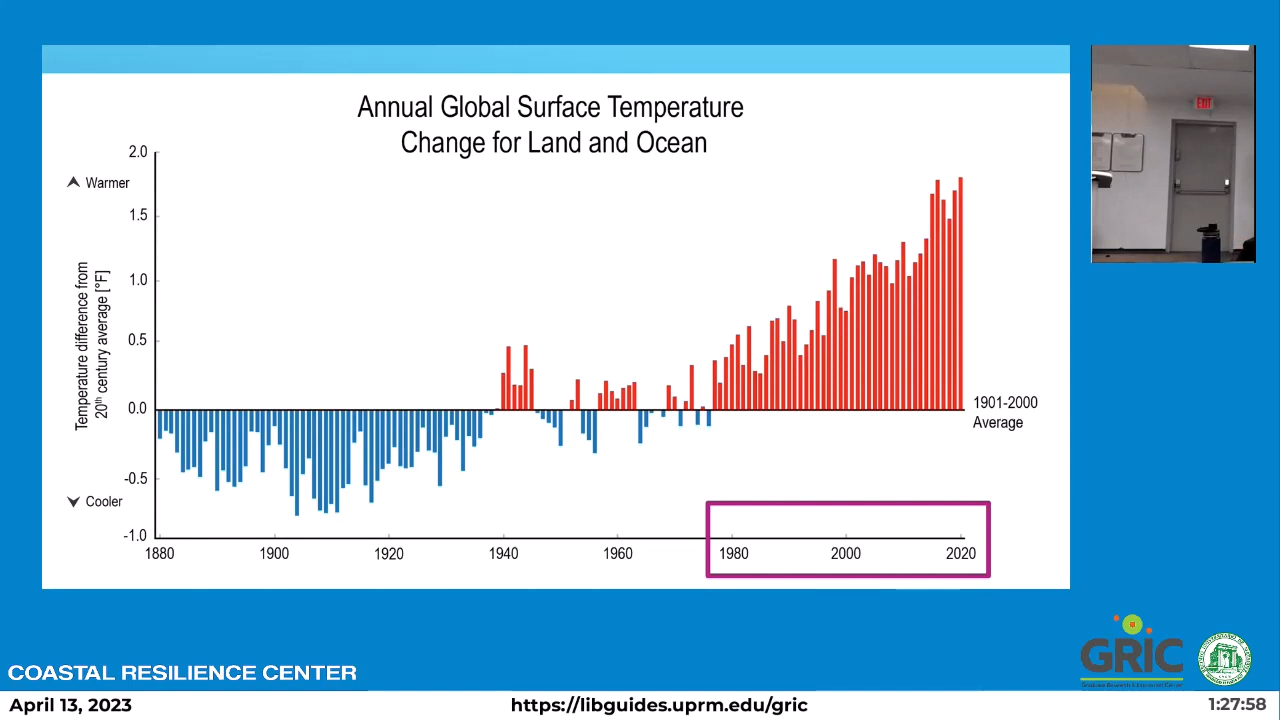 Annual Global Surface Temperature
Change for Land and Ocean
2.0
Warmer
1.5
1.0
Temperature difference from
20th century average [°F]
0.5
0.0
1901-2000
Average
-0.5
Cooler
-1.0
1880
1900
1920
1940
1960
1980
2000
2020
EXIT
GRIC
COASTAL RESILIENCE CENTER
April 13, 2023
https://libguides.uprm.edu/gric
1:27:58